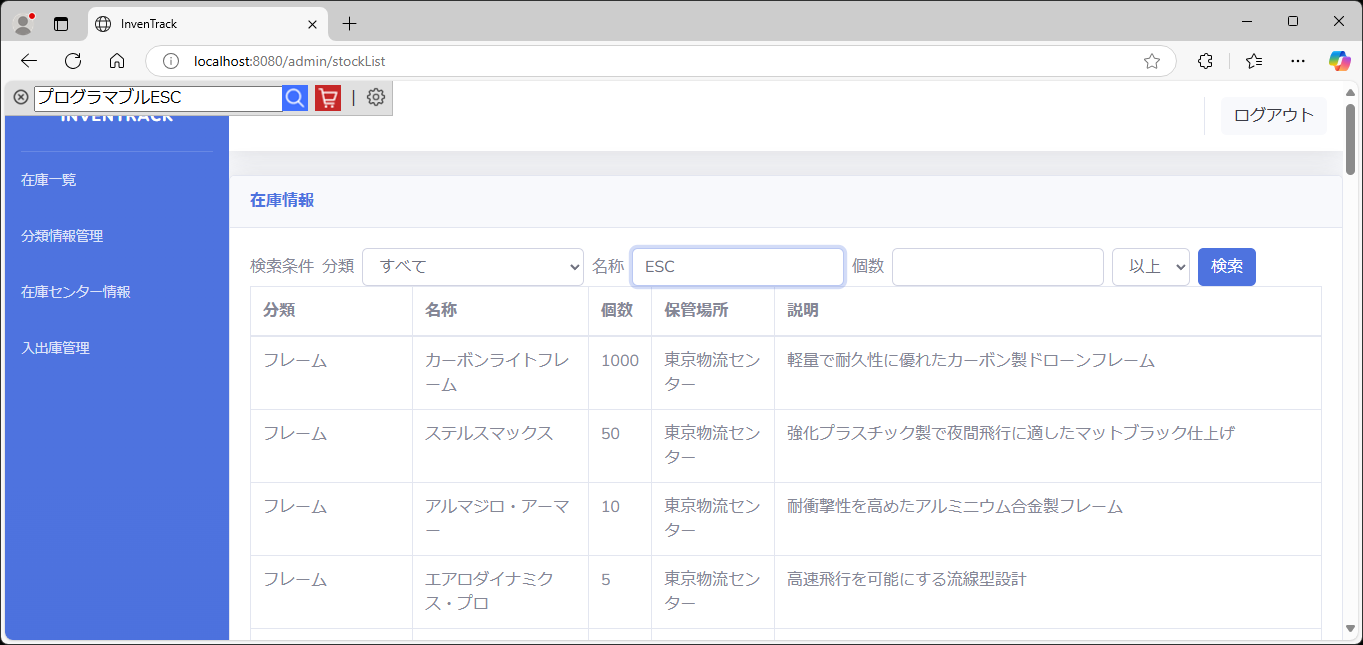 InvenTrack
localhost:8080/admin/stockList
プログラマブルESC
INVENTRACK
ログアウト
在庫一覧
分類情報管理
在庫センター情報
入出庫管理
在庫情報
検索条件 分類 すべて 名称 ESC 個数 以上 検索
分類 名称 個数 保管場所 説明
フレーム カーボンライトフレ 1000 東京物流セン 軽量で耐久性に優れたカーボン製ドローンフレーム
ーム ター
フレーム ステルスマックス 50 東京物流セン 強化プラスチック製で夜間飛行に適したマットブラック仕上げ
ター
フレーム アルマジロ・アーマ 10 東京物流セン 耐衝撃性を高めたアルミニウム合金製フレーム
ー ター
フレーム エアロダイナミク 5 東京物流セン 高速飛行を可能にする流線型設計
ス・プロ ター